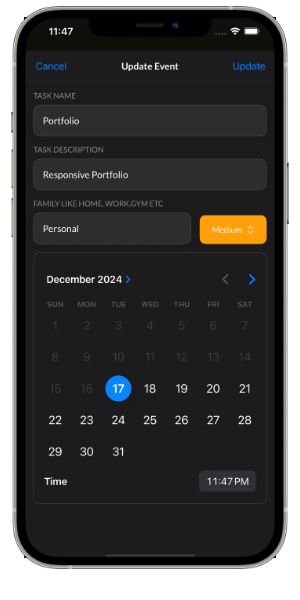 11:47
Cancel Update Event Update
TASK NAME
Portfolio
TASK DESCRIPTION
Responsive Portfolio
FAMILY LIKE HOME, WORK,GYM ETC
Personal Medium
December 2024
SUN MON TUE WED THU FRI SAT
1 2 3 4 5 6 7
8 9 10 11 12 13 14
15 16 17 18 19 20 21
22 23 24 25 26 27 28
29 30 31
Time 11:47 PM